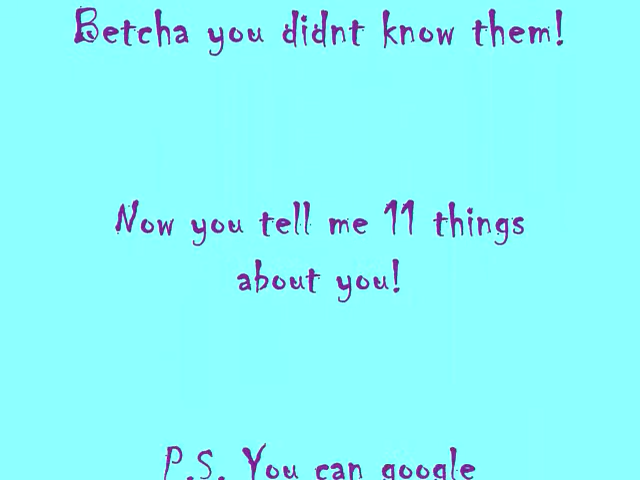 Betcha you didnt know them!
Now you tell me 11 things
about you!
P.S. You can google